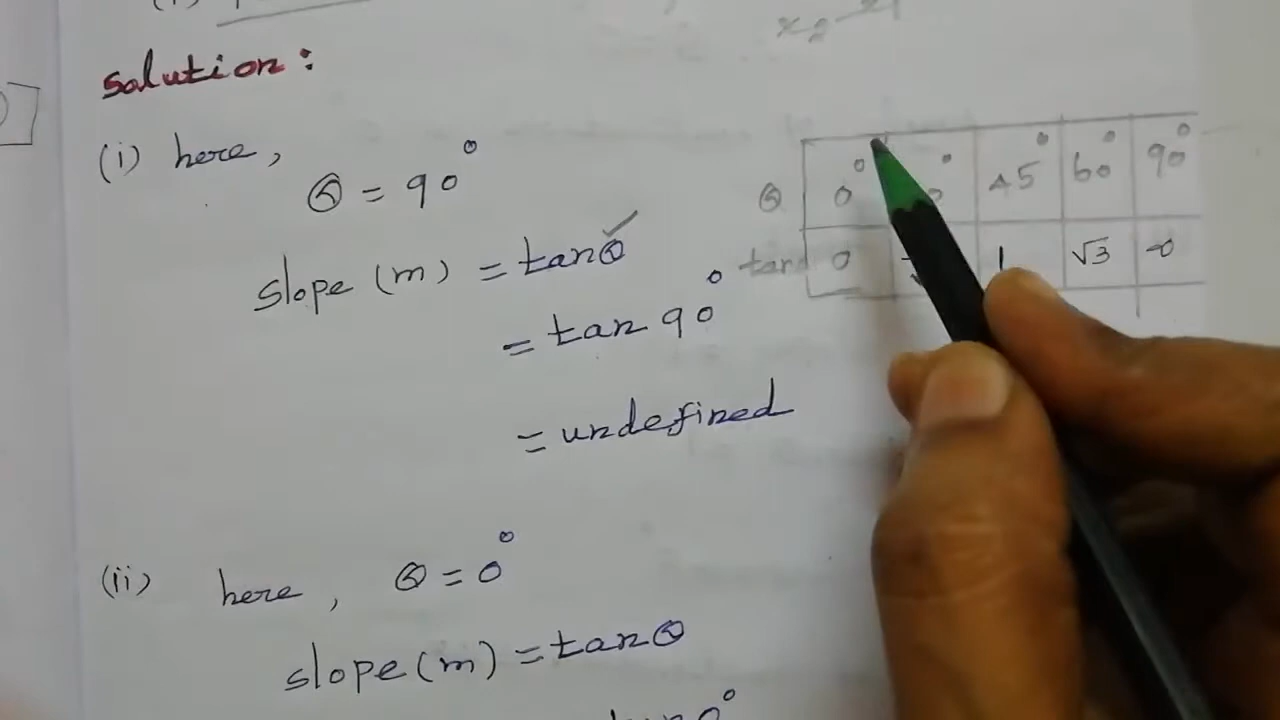 Solution:
(i) here,
θ = 90°
slope (m) = tanθ
= tan 90°
= undefined
θ 0° 45° 60° 90°
tan 0 1 √3
(ii) here, θ = 0°
slope (m) = tanθ